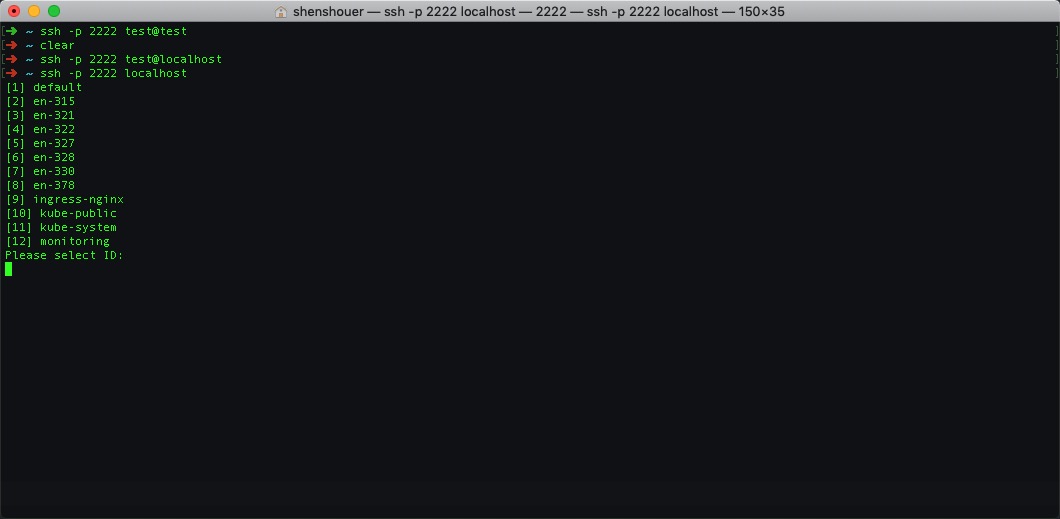 shenshouer — ssh -p 2222 localhost — 2222 — ssh -p 2222 localhost — 150×35
[➜ ~ ssh -p 2222 test@test ]
[➜ ~ clear ]
[➜ ~ ssh -p 2222 test@localhost ]
[➜ ~ ssh -p 2222 localhost ]
[1] default
[2] en-315
[3] en-321
[4] en-322
[5] en-327
[6] en-328
[7] en-330
[8] en-378
[9] ingress-nginx
[10] kube-public
[11] kube-system
[12] monitoring
Please select ID: